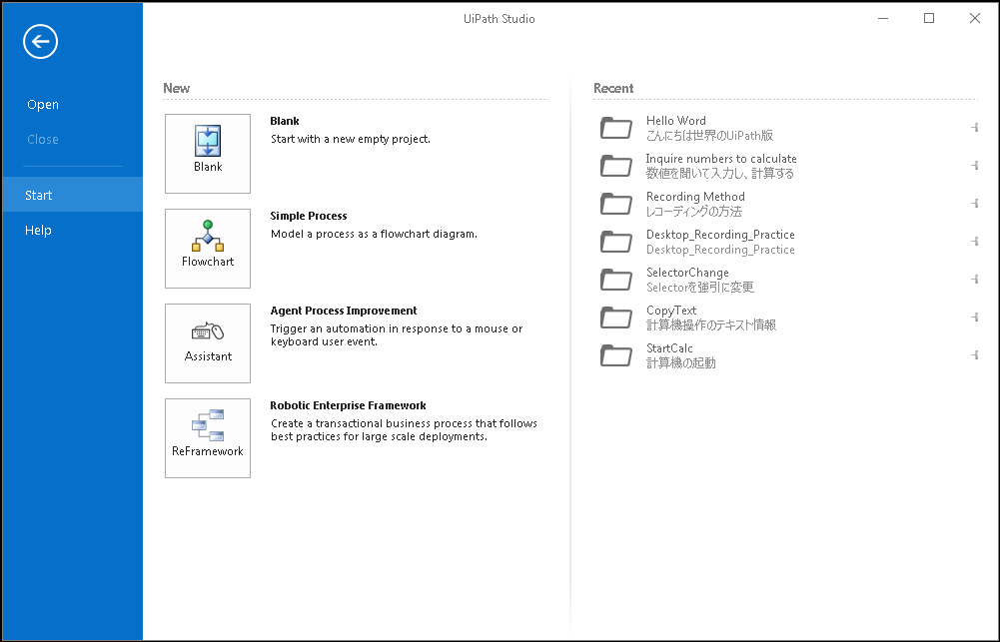 UiPath Studio
Open
Close
Start
Help
New
Blank
Blank
Start with a new empty project.
Flowchart
Simple Process
Model a process as a flowchart diagram.
Assistant
Agent Process Improvement
Trigger an automation in response to a mouse or
keyboard user event.
ReFramework
Robotic Enterprise Framework
Create a transactional business process that follows
best practices for large scale deployments.
Recent
Hello Word
こんにちは世界のUiPath版
Inquire numbers to calculate
数値を聞いて入力し、計算する
Recording Method
レコーディングの方法
Desktop_Recording_Practice
Desktop_Recording_Practice
SelectorChange
Selectorを強引に変更
CopyText
計算機操作のテキスト情報
StartCalc
計算機の起動